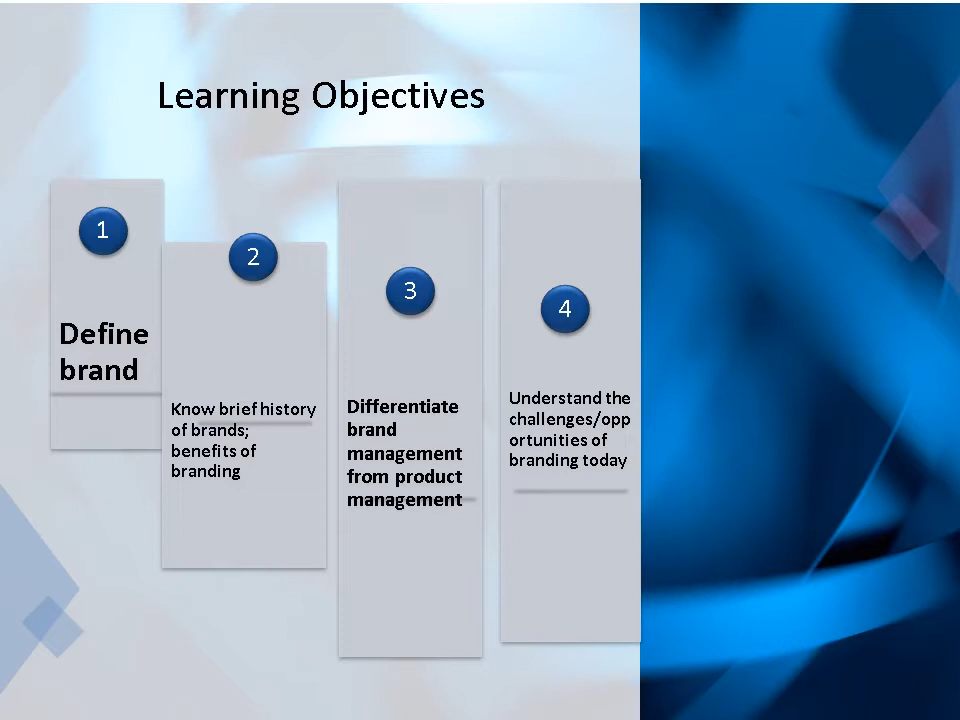 Learning Objectives
1
Define
brand
2
Know brief history
of brands;
benefits of
branding
3
Differentiate
brand
management
from product
management
4
Understand the
challenges/opp
ortunities of
branding today